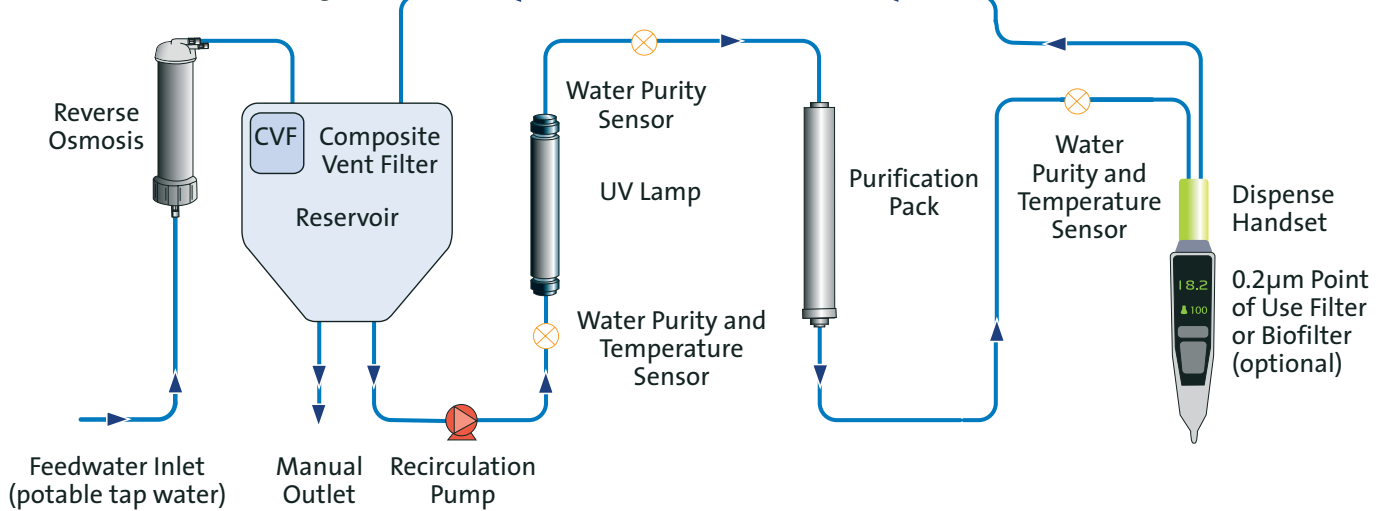 Reverse
Osmosis
CVF
Composite
Vent Filter
Reservoir
Water Purity
Sensor
UV Lamp
Water Purity and
Temperature
Sensor
Purification
Pack
Water
Purity and
Temperature
Sensor
Dispense
Handset
18.2
100
0.2µm Point
of Use Filter
or Biofilter
(optional)
Feedwater Inlet
(potable tap water)
Manual
Outlet
Recirculation
Pump